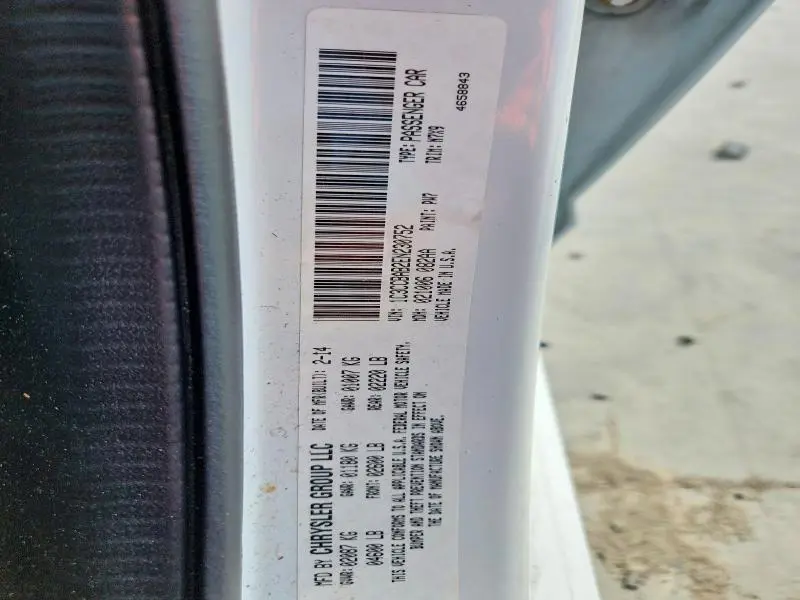 MFD BY CHRYSLER GROUP LLC DATE OF MFR(BUILT): 2-14
GVWR: 02087 KG GAWR: 01180 KG GAWR: 01007 KG
04600 LB FRONT: 02600 LB REAR: 02220 LB
THIS VEHICLE CONFORMS TO ALL APPLICABLE U.S.A. FEDERAL MOTOR VEHICLE SAFETY,
BUMPER AND THEFT PREVENTION STANDARDS IN EFFECT ON
THE DATE OF MANUFACTURE SHOWN ABOVE.
VIN: 1C3CCBAB2EN230752 TYPE: PASSENGER CAR
MDH: 021006 082AA PAINT: PW7 TRIM: M7X9
VEHICLE MADE IN U.S.A.
4658843